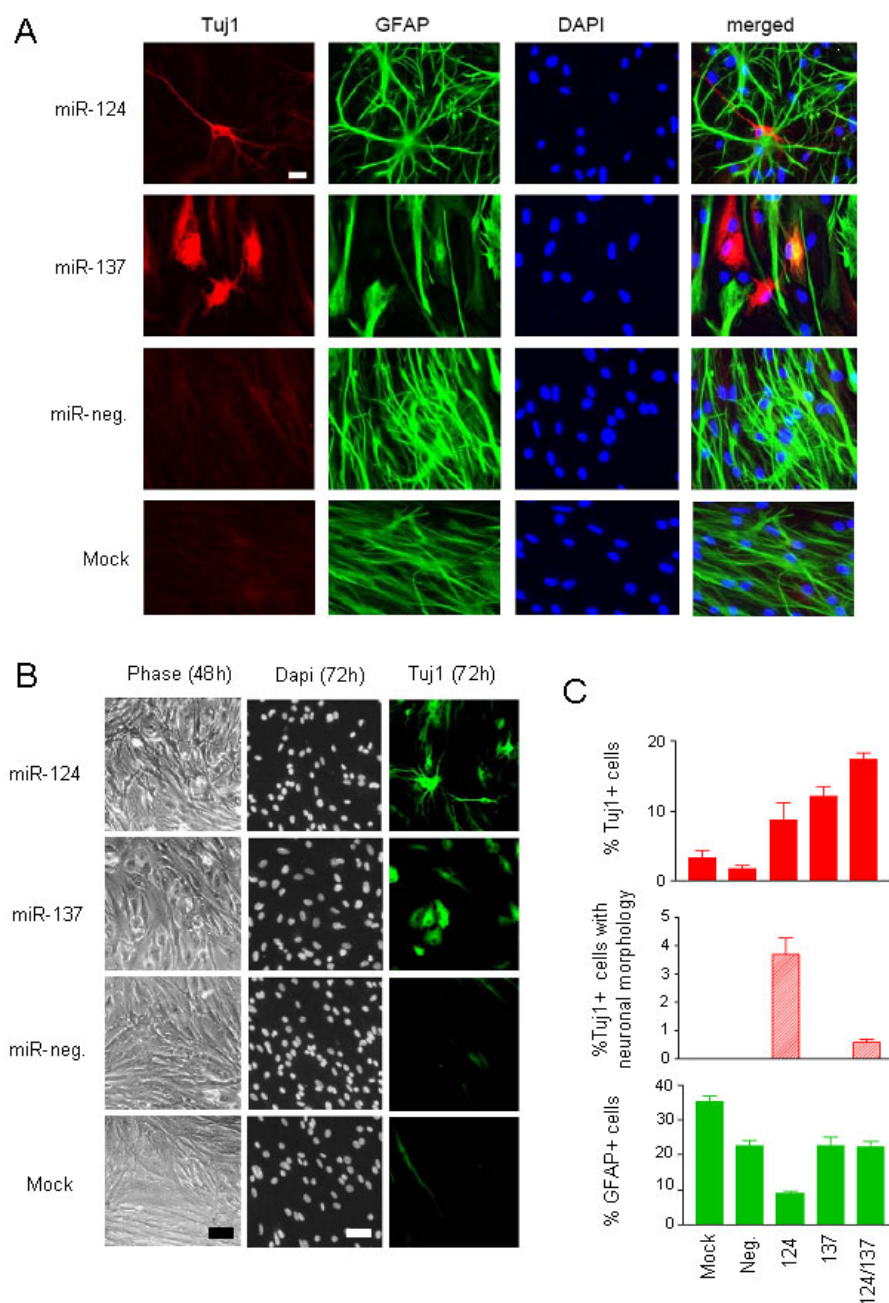 A
Tuj1 GFAP DAPI merged
miR-124
miR-137
miR-neg.
Mock
B
Phase (48h) Dapi (72h) Tuj1 (72h)
miR-124
miR-137
miR-neg.
Mock
C
% Tuj1+ cells
20
10
0
%Tuj1+ cells with
neuronal morphology
5
4
3
2
1
0
% GFAP+ cells
40
30
20
10
0
Mock
Neg.
124
137
124/137